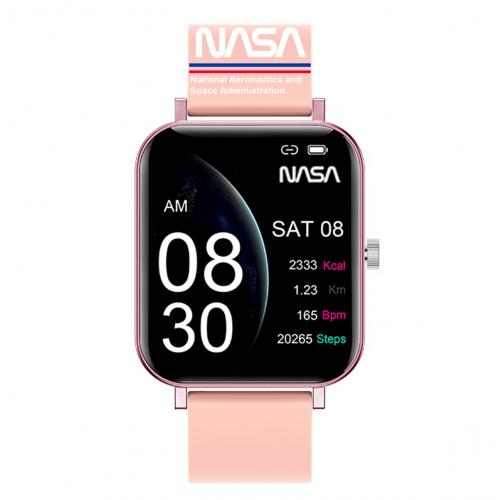 NASA
National Aeronautics and
Space Administration
NASA
AM
SAT 08
08
30
2333 Kcal
1.23 Km
165 Bpm
20265 Steps